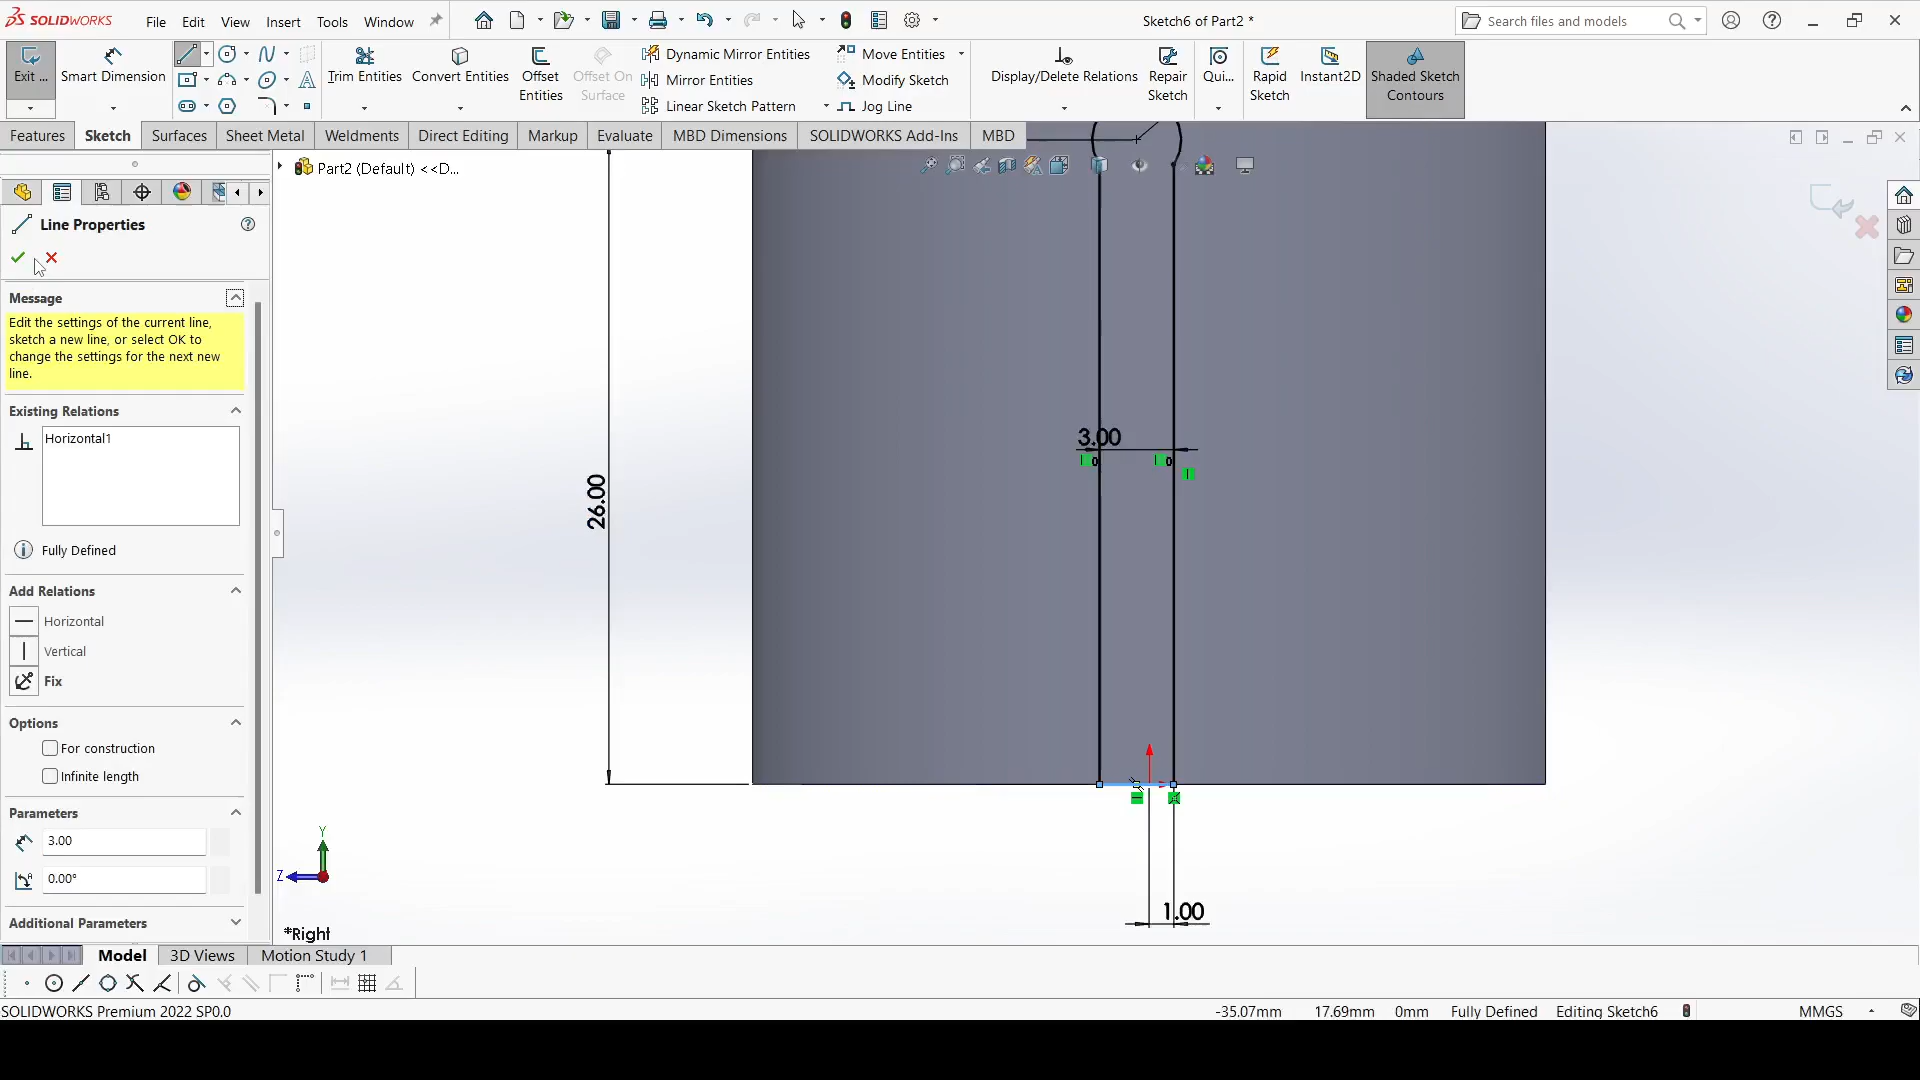 SOLIDWORKS File Edit View Insert Tools Window Sketch6 of Part2 * Search files and models
Exit ... Smart Dimension Trim Entities Convert Entities Offset Entities Offset On Surface Dynamic Mirror Entities Mirror Entities Linear Sketch Pattern Move Entities Modify Sketch Jog Line Display/Delete Relations Repair Sketch Qui... Rapid Sketch Instant2D Shaded Sketch Contours
Features Sketch Surfaces Sheet Metal Weldments Direct Editing Markup Evaluate MBD Dimensions SOLIDWORKS Add-Ins MBD
Part2 (Default) <<D...
Line Properties
Message
Edit the settings of the current line,
sketch a new line, or select OK to
change the settings for the next new
line.
Existing Relations
Horizontal1
Fully Defined
Add Relations
Horizontal
Vertical
Fix
Options
For construction
Infinite length
Parameters
3.00
0.00°
Additional Parameters
3.00
26.00
1.00
Y
Z
*Right
Model 3D Views Motion Study 1
SOLIDWORKS Premium 2022 SP0.0 -35.07mm 17.69mm 0mm Fully Defined Editing Sketch6 MMGS